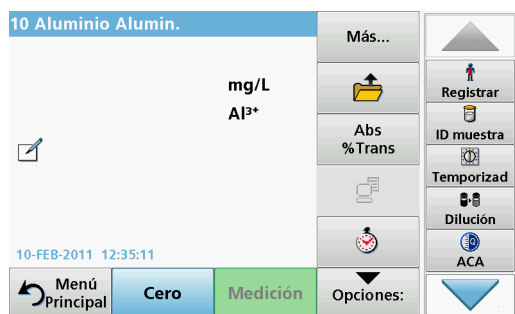 10 Aluminio Alumin.
mg/L
Al³⁺
10-FEB-2011 12:35:11
Menú
Principal
Cero
Medición
Más...
Abs
%Trans
Opciones:
Registrar
ID muestra
Temporizad
Dilución
ACA